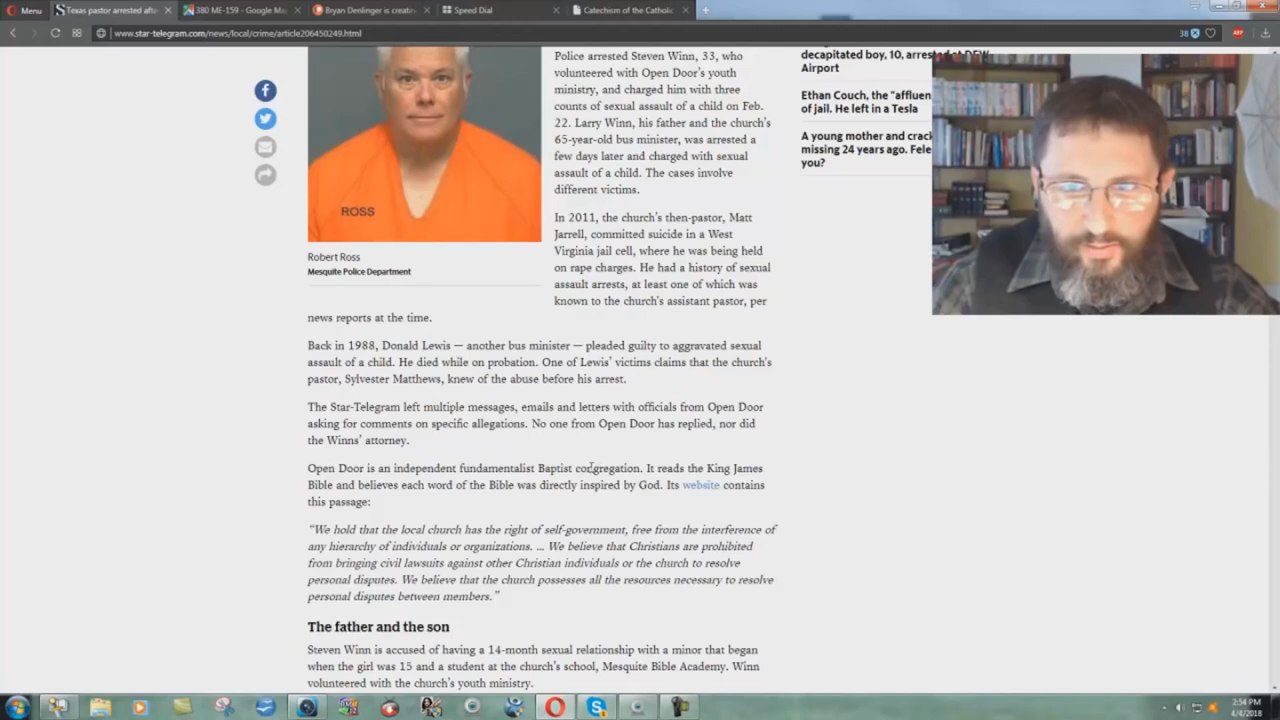 Menu
Texas pastor arrested afte
380 ME-159 - Google Ma
Bryan Denlinger is creatin
Speed Dial
Catechism of the Catholic
www.star-telegram.com/news/local/crime/article206450249.html
38
ROSS
Robert Ross
Mesquite Police Department
Police arrested Steven Winn, 33, who
volunteered with Open Door's youth
ministry, and charged him with three
counts of sexual assault of a child on Feb.
22. Larry Winn, his father and the church's
65-year-old bus minister, was arrested a
few days later and charged with sexual
assault of a child. The cases involve
different victims.
In 2011, the church's then-pastor, Matt
Jarrell, committed suicide in a West
Virginia jail cell, where he was being held
on rape charges. He had a history of sexual
assault arrests, at least one of which was
known to the church's assistant pastor, per
news reports at the time.
Back in 1988, Donald Lewis — another bus minister — pleaded guilty to aggravated sexual
assault of a child. He died while on probation. One of Lewis' victims claims that the church's
pastor, Sylvester Matthews, knew of the abuse before his arrest.
The Star-Telegram left multiple messages, emails and letters with officials from Open Door
asking for comments on specific allegations. No one from Open Door has replied, nor did
the Winns' attorney.
Open Door is an independent fundamentalist Baptist congregation. It reads the King James
Bible and believes each word of the Bible was directly inspired by God. Its website contains
this passage:
"We hold that the local church has the right of self-government, free from the interference of
any hierarchy of individuals or organizations. ... We believe that Christians are prohibited
from bringing civil lawsuits against other Christian individuals or the church to resolve
personal disputes. We believe that the church possesses all the resources necessary to resolve
personal disputes between members."
The father and the son
Steven Winn is accused of having a 14-month sexual relationship with a minor that began
when the girl was 15 and a student at the church's school, Mesquite Bible Academy. Winn
volunteered with the church's youth ministry.
decapitated boy, 10, arrested at DFW
Airport
Ethan Couch, the "affluen
of jail. He left in a Tesla
A young mother and crack
missing 24 years ago. Fele
you?
2:54 PM
4/4/2018